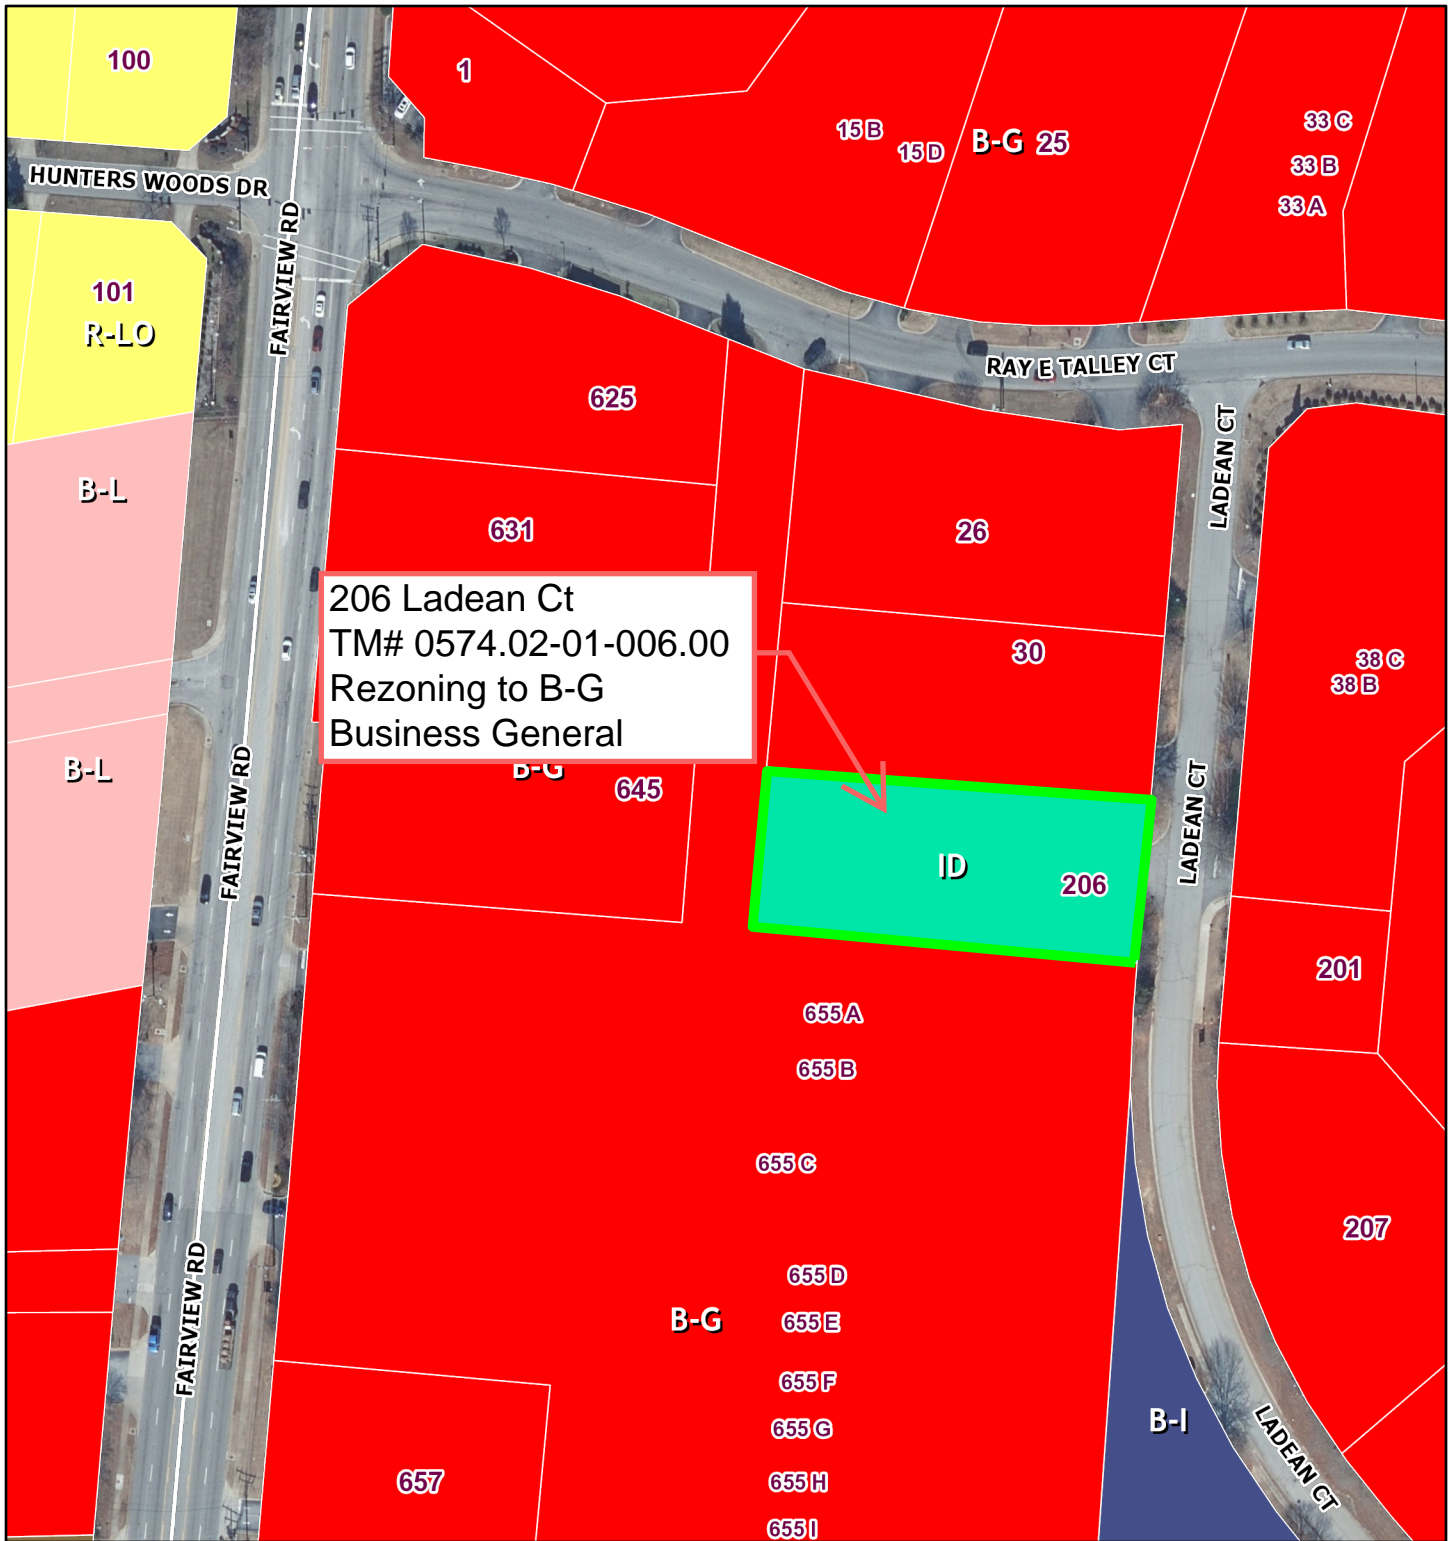 100
1
15 B
15 D
B-G 25
33 C
33 B
33 A
HUNTERS WOODS DR
FAIRVIEW RD
101
R-LO
RAY E TALLEY CT
625
LADEAN CT
B-L
631
26
206 Ladean Ct
TM# 0574.02-01-006.00
Rezoning to B-G
Business General
30
38 C
38 B
B-L
B-G
645
FAIRVIEW RD
LADEAN CT
ID
206
201
655 A
655 B
655 C
207
655 D
B-G
655 E
FAIRVIEW RD
655 F
655 G
B-I
LADEAN CT
657
655 H
655 I